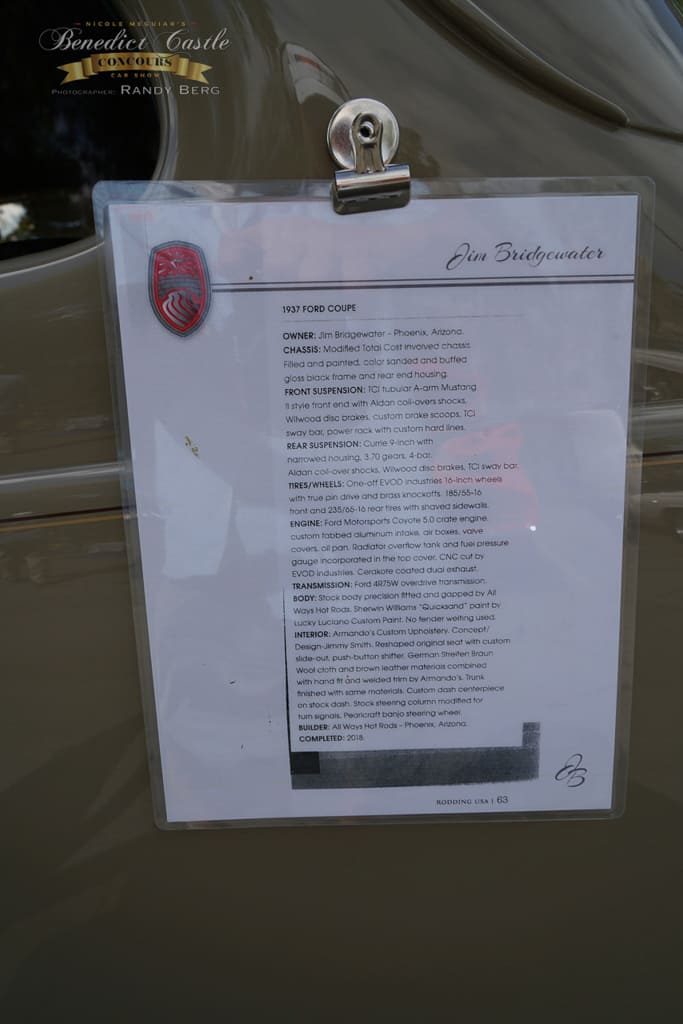 NICOLE MEGUIAR'S
Benedict Castle
CONCOURS
CAR SHOW
PHOTOGRAPHER: RANDY BERG
Jim Bridgewater
1937 FORD COUPE
OWNER: Jim Bridgewater - Phoenix, Arizona.
CHASSIS: Modified Total Cost Involved chassis.
Filled and painted, color sanded and buffed
gloss black frame and rear end housing.
FRONT SUSPENSION: TCI tubular A-arm Mustang
II style front end with Aldan coil-overs shocks,
Wilwood disc brakes, custom brake scoops, TCI
sway bar, power rack with custom hard lines.
REAR SUSPENSION: Currie 9-inch with
narrowed housing, 3.70 gears, 4-bar,
Aldan coil-over shocks, Wilwood disc brakes, TCI sway bar.
TIRES/WHEELS: One-off EVOD industries 16-inch wheels
with true pin drive and brass knockoffs. 185/55-16
front and 235/65-16 rear tires with shaved sidewalls.
ENGINE: Ford Motorsports Coyote 5.0 crate engine,
custom fabbed aluminum intake, air boxes, valve
covers, oil pan. Radiator overflow tank and fuel pressure
gauge incorporated in the top cover, CNC cut by
EVOD industries. Cerakote coated dual exhaust.
TRANSMISSION: Ford 4R75W overdrive transmission.
BODY: Stock body precision fitted and gapped by All
Ways Hot Rods. Sherwin Williams "Quicksand" paint by
Lucky Luciano Custom Paint. No fender welting used.
INTERIOR: Armando's Custom Upholstery. Concept/
Design-Jimmy Smith. Reshaped original seat with custom
slide-out, push-button shifter. German Streifen Braun
Wool cloth and brown leather materials combined
with hand fit and welded trim by Armando's. Trunk
finished with same materials. Custom dash centerpiece
on stock dash. Stock steering column modified for
turn signals. Pearlcraft banjo steering wheel.
BUILDER: All Ways Hot Rods - Phoenix, Arizona.
COMPLETED: 2018.
JB
RODDING USA | 63